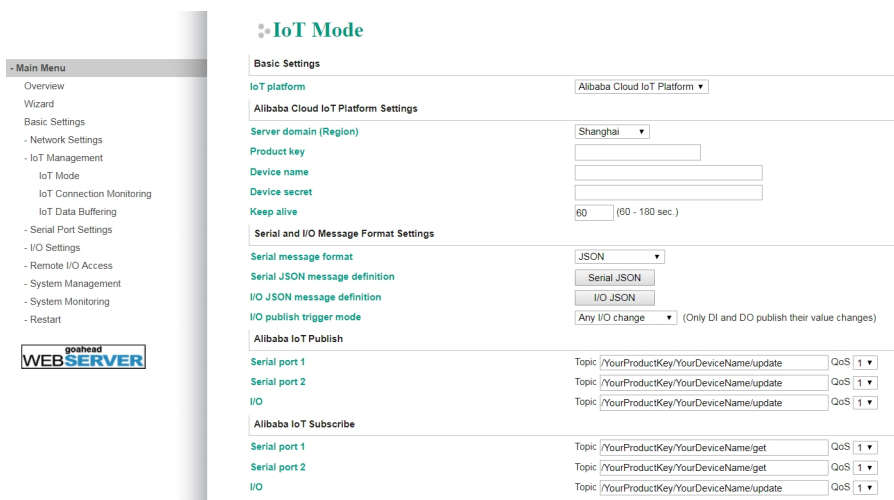 IoT Mode
- Main Menu
Overview
Wizard
Basic Settings
- Network Settings
- IoT Management
IoT Mode
IoT Connection Monitoring
IoT Data Buffering
- Serial Port Settings
- I/O Settings
- Remote I/O Access
- System Management
- System Monitoring
- Restart
goahead
WEBSERVER
Basic Settings
IoT platform Alibaba Cloud IoT Platform
Alibaba Cloud IoT Platform Settings
Server domain (Region) Shanghai
Product key
Device name
Device secret
Keep alive 60 (60 - 180 sec.)
Serial and I/O Message Format Settings
Serial message format JSON
Serial JSON message definition Serial JSON
I/O JSON message definition I/O JSON
I/O publish trigger mode Any I/O change (Only DI and DO publish their value changes)
Alibaba IoT Publish
Serial port 1 Topic /YourProductKey/YourDeviceName/update QoS 1
Serial port 2 Topic /YourProductKey/YourDeviceName/update QoS 1
I/O Topic /YourProductKey/YourDeviceName/update QoS 1
Alibaba IoT Subscribe
Serial port 1 Topic /YourProductKey/YourDeviceName/get QoS 1
Serial port 2 Topic /YourProductKey/YourDeviceName/get QoS 1
I/O Topic /YourProductKey/YourDeviceName/update QoS 1